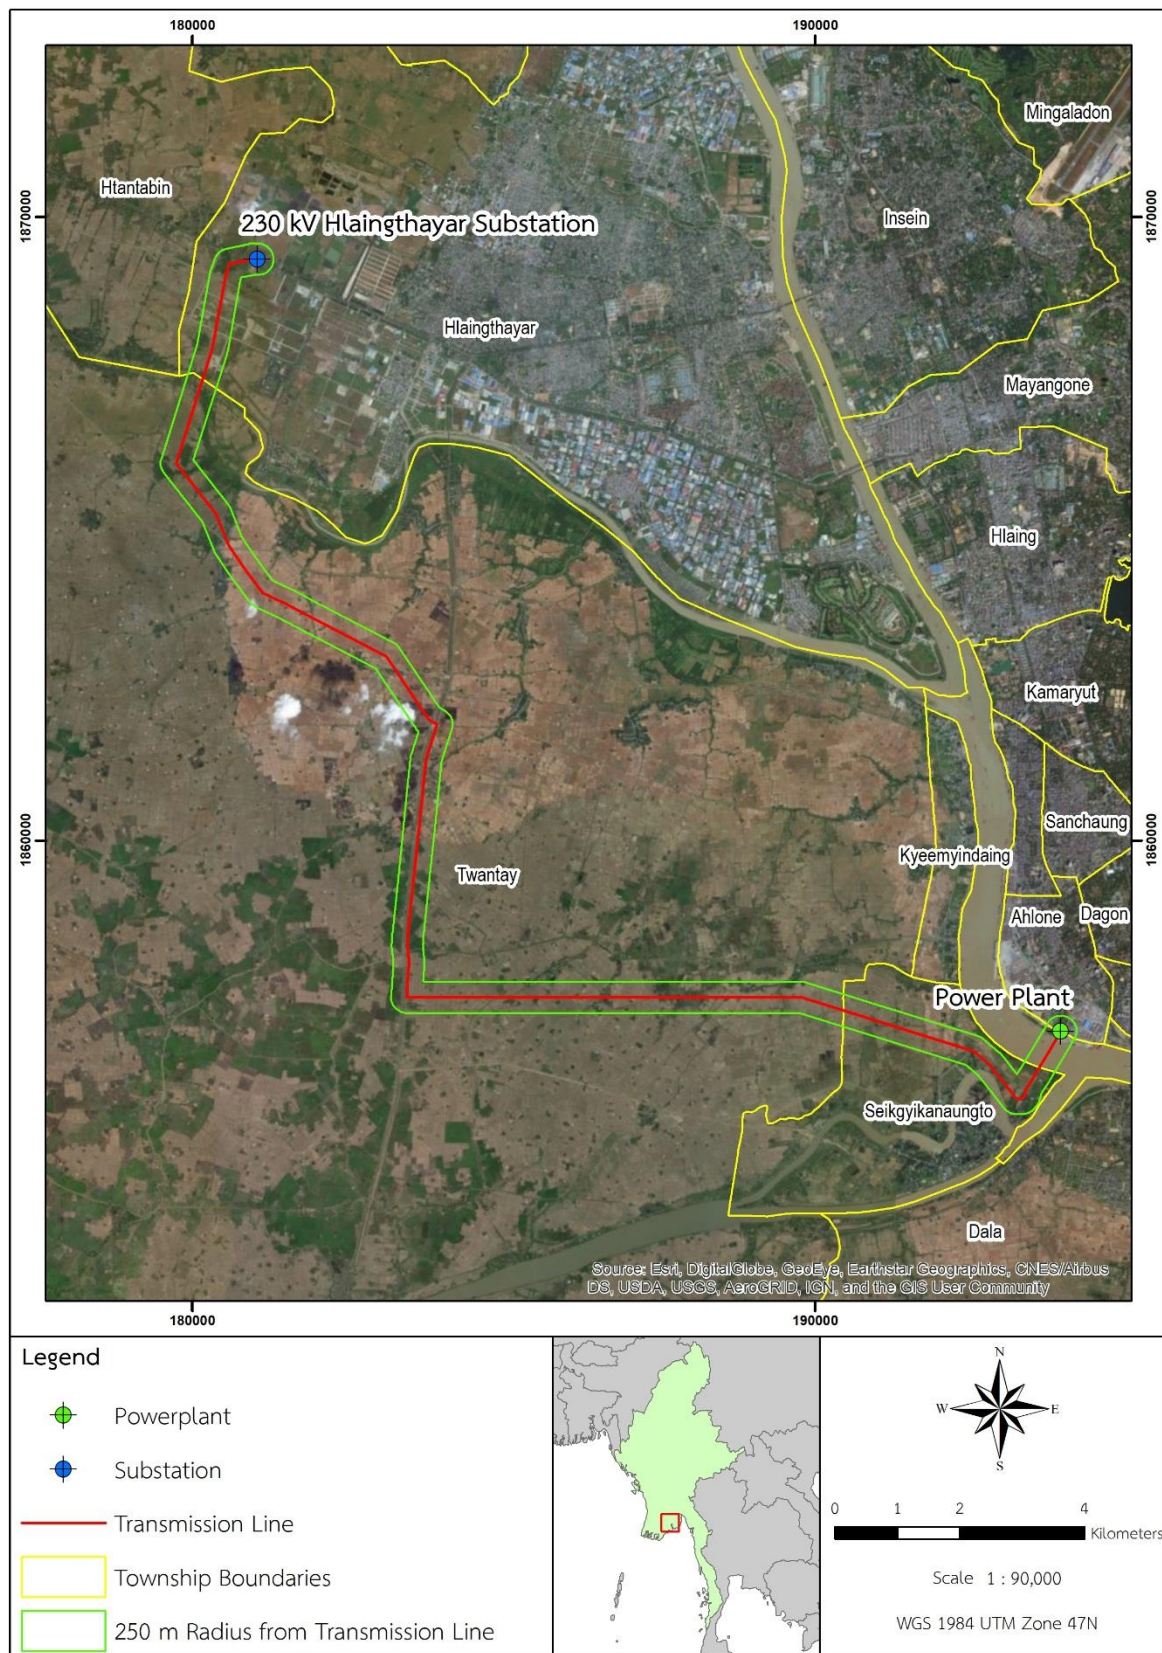 180000
190000
Mingaladon
Htantabin
1870000
230 kV Hlaingthayar Substation
Insein
1870000
Hlaingthayar
Mayangone
Hlaing
Kamaryut
Sanchaung
1860000
Kyeemyindaing
1860000
Twantay
Ahlone
Dagon
Power Plant
Seikgyikanaungto
Dala
Source: Esri, DigitalGlobe, GeoEye, Earthstar Geographics, CNES/Airbus
DS, USDA, USGS, AeroGRID, IGN, and the GIS User Community
180000
190000
Legend
Powerplant
Substation
Transmission Line
Township Boundaries
250 m Radius from Transmission Line
N
W
E
S
0 1 2 4
Kilometers
Scale 1 : 90,000
WGS 1984 UTM Zone 47N